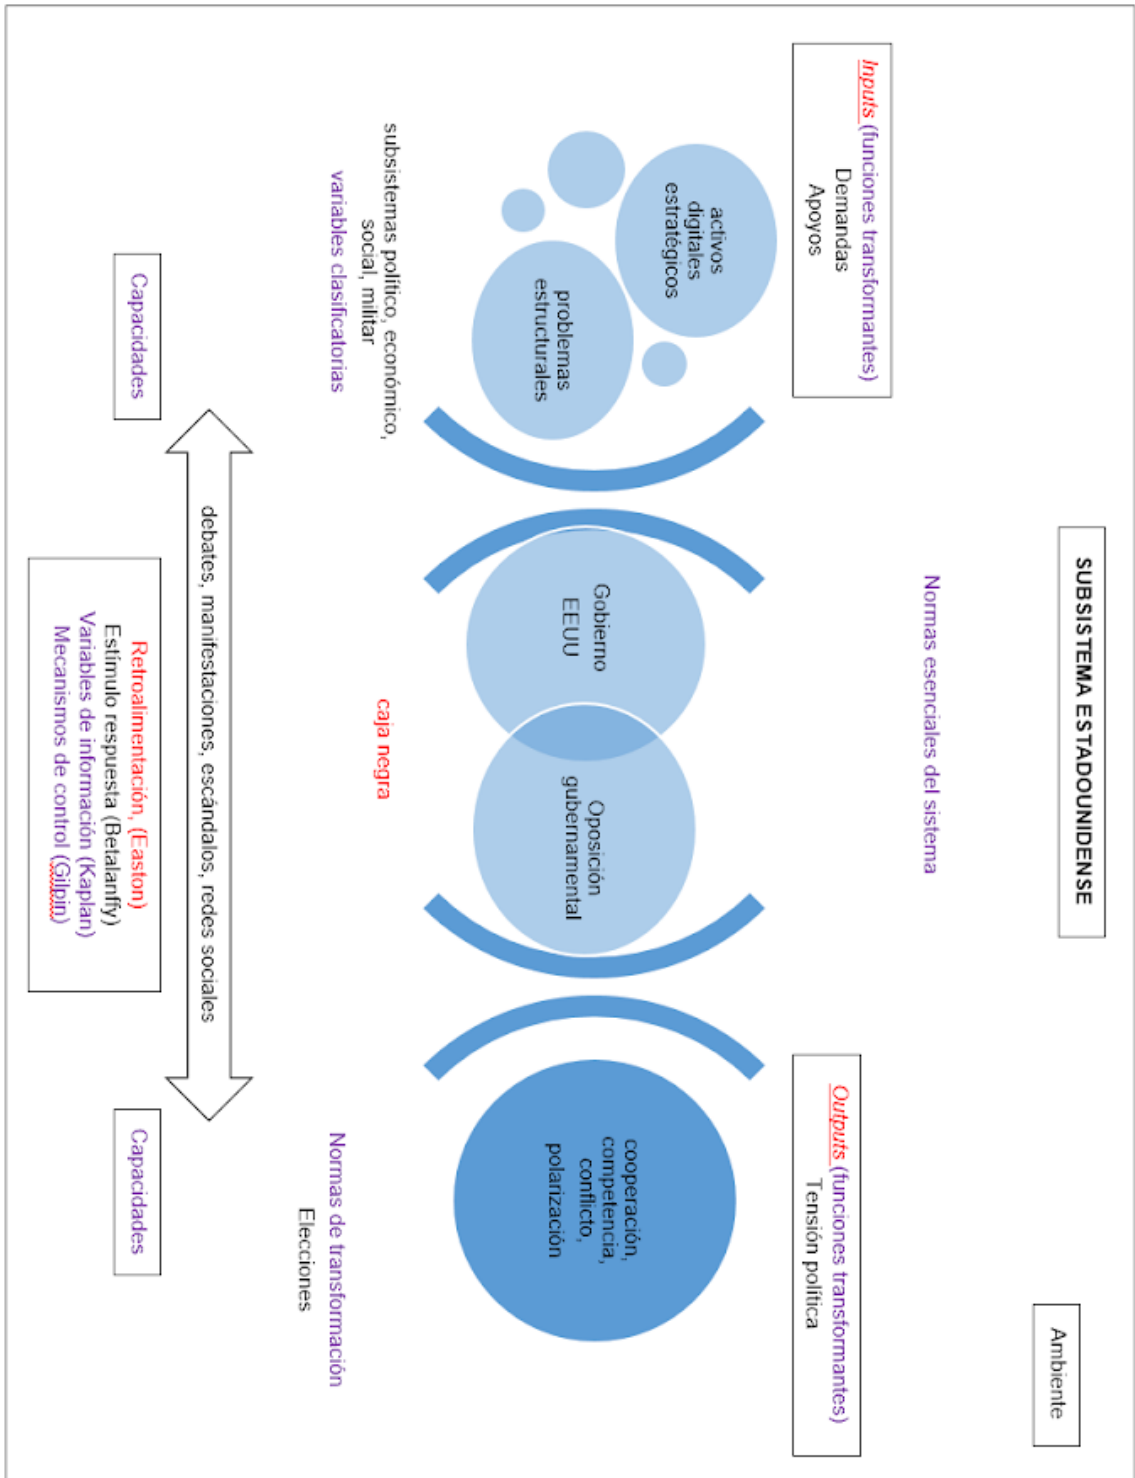 SUBSISTEMA ESTADOUNIDENSE
Ambiente
Normas esenciales del sistema
Inputs (funciones transformantes)
Demandas
Apoyos
Outputs (funciones transformantes)
Tensión política
activos
digitales
estratégicos
problemas
estructurales
Gobierno
EEUU
Oposición
gubernamental
cooperación,
competencia,
conflicto,
polarización
subsistemas político, económico,
social, militar
variables clasificatorias
caja negra
Normas de transformación
Elecciones
debates, manifestaciones, escándalos, redes sociales
Capacidades
Capacidades
Retroalimentación, (Easton)
Estímulo respuesta (Betalanffy)
Variables de información (Kaplan)
Mecanismos de control (Gilpin)